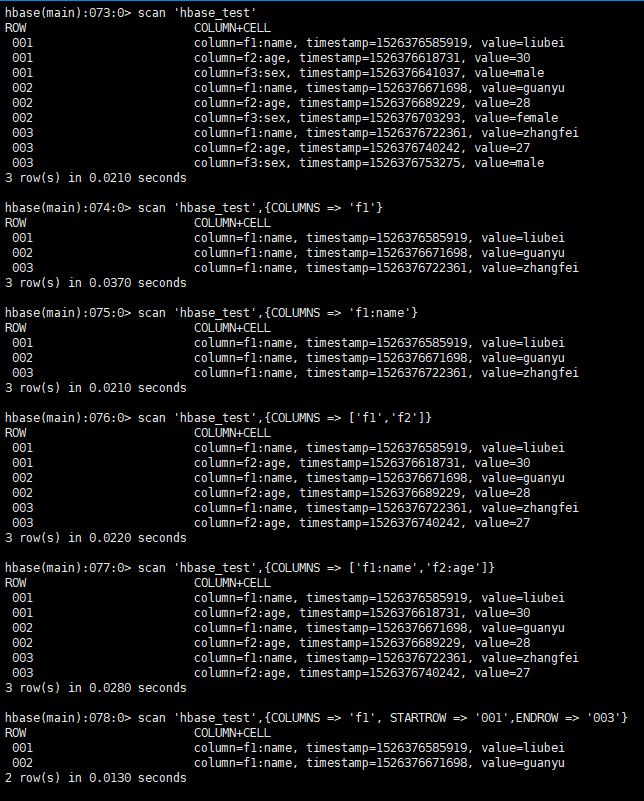 hbase(main):073:0> scan 'hbase_test'
ROW COLUMN+CELL
001 column=f1:name, timestamp=1526376585919, value=liubei
001 column=f2:age, timestamp=1526376618731, value=30
001 column=f3:sex, timestamp=1526376641037, value=male
002 column=f1:name, timestamp=1526376671698, value=guanyu
002 column=f2:age, timestamp=1526376689229, value=28
002 column=f3:sex, timestamp=1526376703293, value=female
003 column=f1:name, timestamp=1526376722361, value=zhangfei
003 column=f2:age, timestamp=1526376740242, value=27
003 column=f3:sex, timestamp=1526376753275, value=male
3 row(s) in 0.0210 seconds
hbase(main):074:0> scan 'hbase_test',{COLUMNS => 'f1'}
ROW COLUMN+CELL
001 column=f1:name, timestamp=1526376585919, value=liubei
002 column=f1:name, timestamp=1526376671698, value=guanyu
003 column=f1:name, timestamp=1526376722361, value=zhangfei
3 row(s) in 0.0370 seconds
hbase(main):075:0> scan 'hbase_test',{COLUMNS => 'f1:name'}
ROW COLUMN+CELL
001 column=f1:name, timestamp=1526376585919, value=liubei
002 column=f1:name, timestamp=1526376671698, value=guanyu
003 column=f1:name, timestamp=1526376722361, value=zhangfei
3 row(s) in 0.0210 seconds
hbase(main):076:0> scan 'hbase_test',{COLUMNS => ['f1','f2']}
ROW COLUMN+CELL
001 column=f1:name, timestamp=1526376585919, value=liubei
001 column=f2:age, timestamp=1526376618731, value=30
002 column=f1:name, timestamp=1526376671698, value=guanyu
002 column=f2:age, timestamp=1526376689229, value=28
003 column=f1:name, timestamp=1526376722361, value=zhangfei
003 column=f2:age, timestamp=1526376740242, value=27
3 row(s) in 0.0220 seconds
hbase(main):077:0> scan 'hbase_test',{COLUMNS => ['f1:name','f2:age']}
ROW COLUMN+CELL
001 column=f1:name, timestamp=1526376585919, value=liubei
001 column=f2:age, timestamp=1526376618731, value=30
002 column=f1:name, timestamp=1526376671698, value=guanyu
002 column=f2:age, timestamp=1526376689229, value=28
003 column=f1:name, timestamp=1526376722361, value=zhangfei
003 column=f2:age, timestamp=1526376740242, value=27
3 row(s) in 0.0280 seconds
hbase(main):078:0> scan 'hbase_test',{COLUMNS => 'f1', STARTROW => '001',ENDROW => '003'}
ROW COLUMN+CELL
001 column=f1:name, timestamp=1526376585919, value=liubei
002 column=f1:name, timestamp=1526376671698, value=guanyu
2 row(s) in 0.0130 seconds